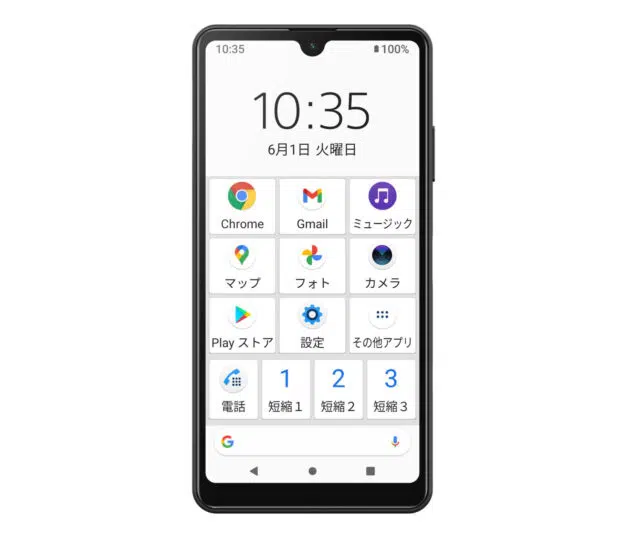 10:35 100%
10:35
6月1日 火曜日
Chrome Gmail ミュージック
マップ フォト カメラ
Play ストア 設定 その他アプリ
1 2 3
電話 短縮1 短縮2 短縮3